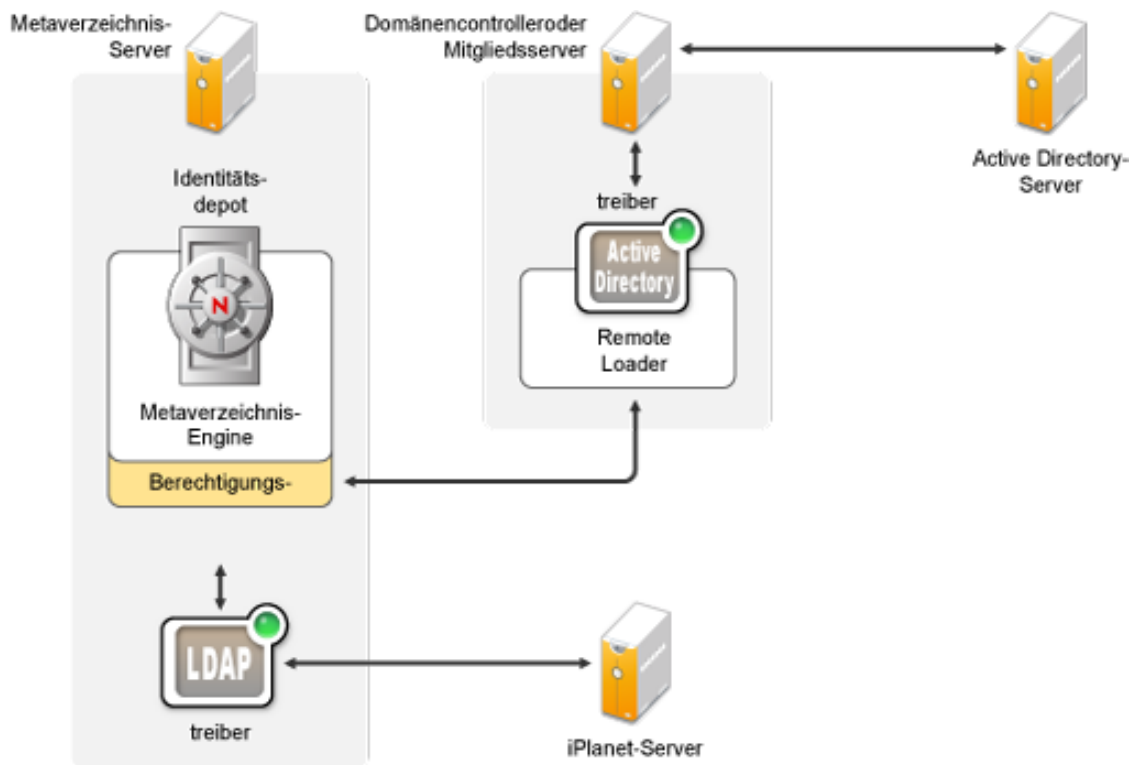 Metaverzeichnis-
Server
Domänencontrolleroder
Mitgliedsserver
Active Directory-
Server
Identitäts-
depot
N
Metaverzeichnis-
Engine
Berechtigungs-
treiber
Active
Directory
Remote
Loader
LDAP
treiber
iPlanet-Server